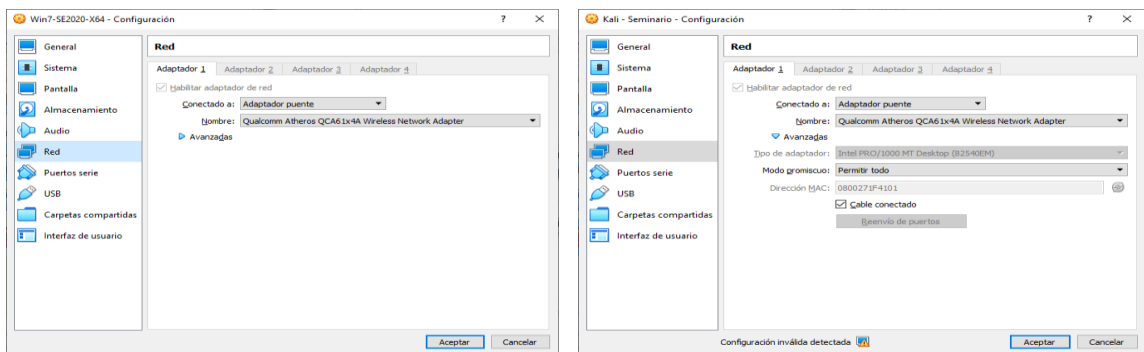 Win7-SE2020-X64 - Configuración
General
Sistema
Pantalla
Almacenamiento
Audio
Red
Puertos serie
USB
Carpetas compartidas
Interfaz de usuario
Red
Adaptador 1 Adaptador 2 Adaptador 3 Adaptador 4
Habilitar adaptador de red
Conectado a: Adaptador puente
Nombre: Qualcomm Atheros QCA61x4A Wireless Network Adapter
Avanzadas
Aceptar Cancelar
Kali - Seminario - Configuración
General
Sistema
Pantalla
Almacenamiento
Audio
Red
Puertos serie
USB
Carpetas compartidas
Interfaz de usuario
Red
Adaptador 1 Adaptador 2 Adaptador 3 Adaptador 4
Habilitar adaptador de red
Conectado a: Adaptador puente
Nombre: Qualcomm Atheros QCA61x4A Wireless Network Adapter
Avanzadas
Tipo de adaptador: Intel PRO/1000 MT Desktop (82540EM)
Modo promiscuo: Permitir todo
Dirección MAC: 0800271F4101
Cable conectado
Reenvío de puertos
Configuración inválida detectada Aceptar Cancelar